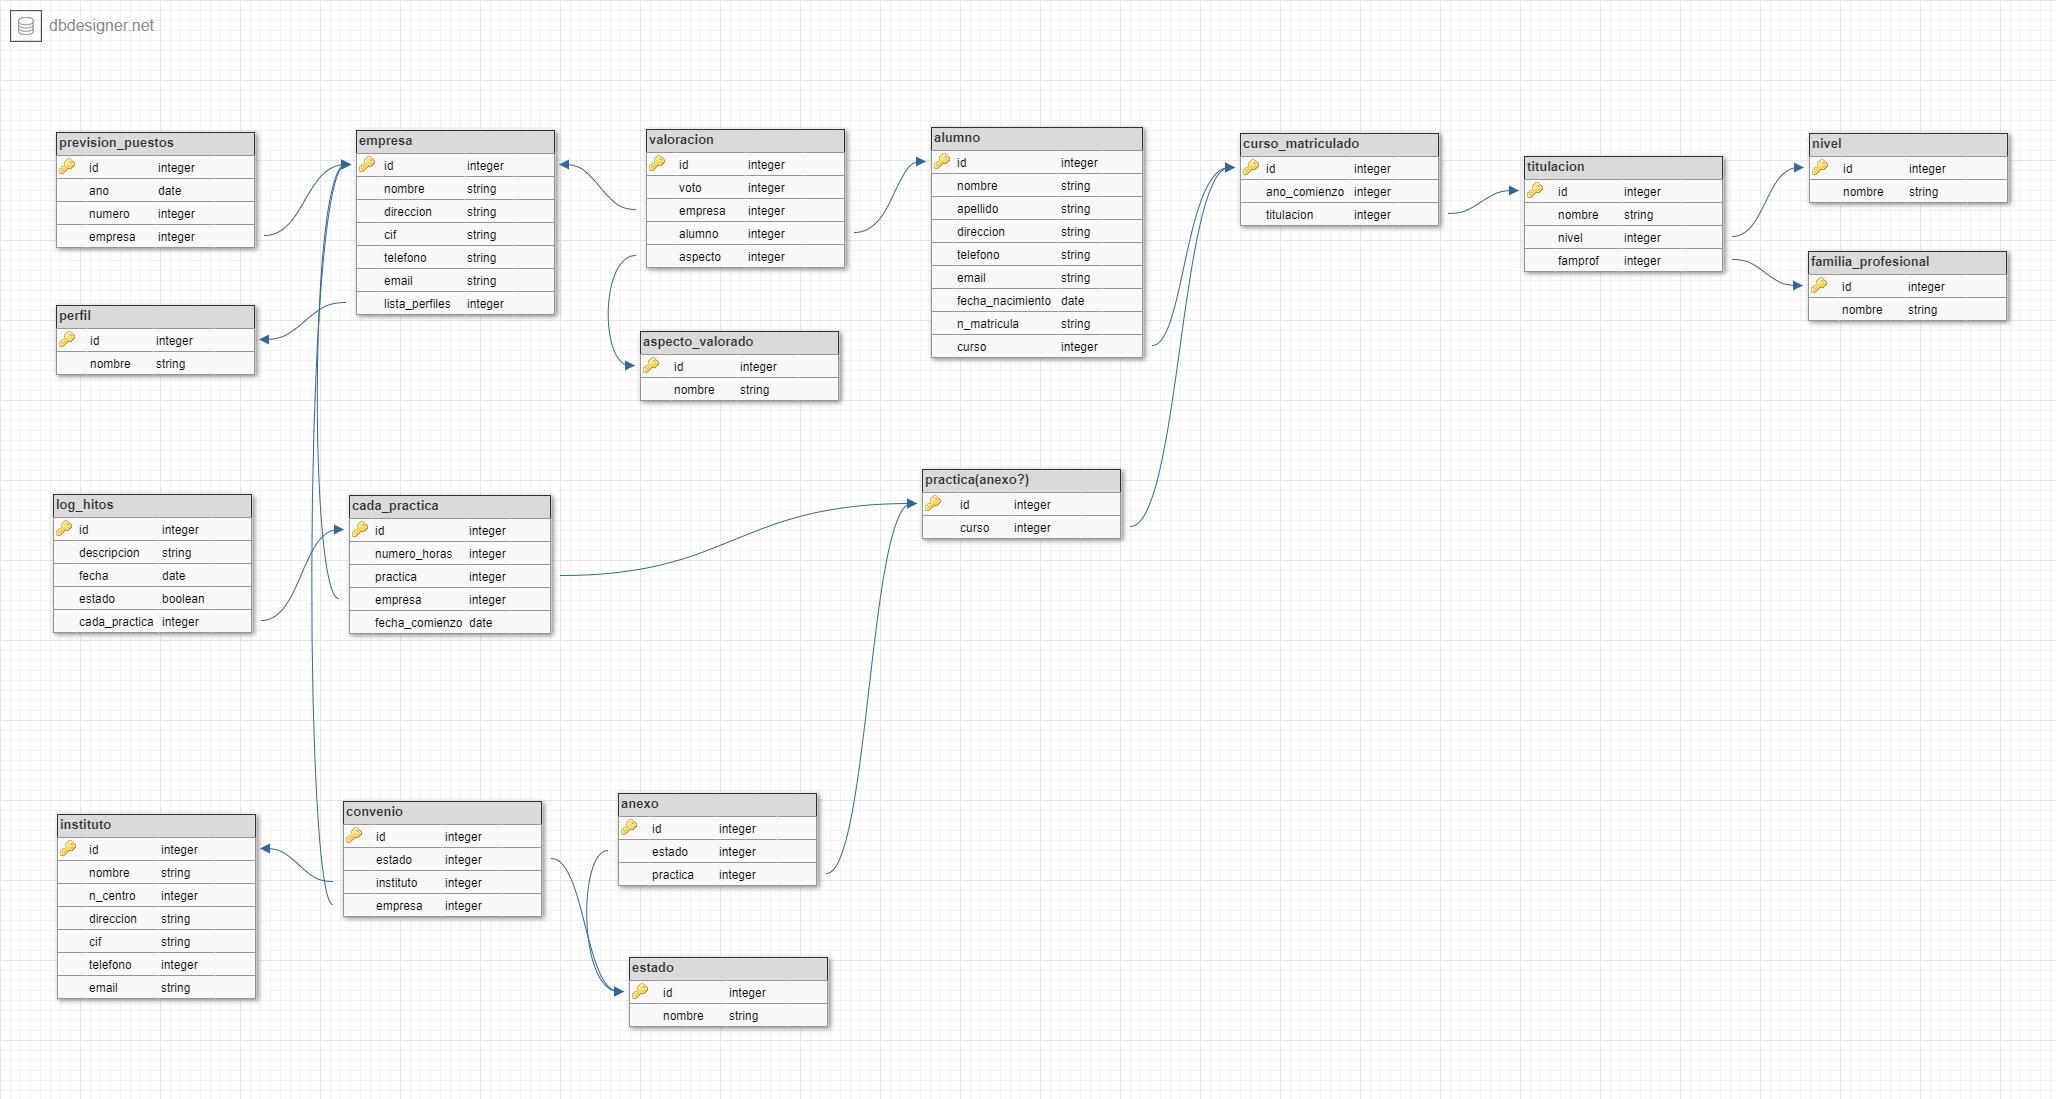 dbdesigner.net
prevision_puestos
id integer
ano date
numero integer
empresa integer
empresa
id integer
nombre string
direccion string
cif string
telefono string
email string
lista_perfiles integer
valoracion
id integer
voto integer
empresa integer
alumno integer
aspecto integer
alumno
id integer
nombre string
apellido string
direccion string
telefono string
email string
fecha_nacimiento date
n_matricula string
curso integer
curso_matriculado
id integer
ano_comienzo integer
titulacion integer
titulacion
id integer
nombre string
nivel integer
famprof integer
nivel
id integer
nombre string
familia_profesional
id integer
nombre string
perfil
id integer
nombre string
aspecto_valorado
id integer
nombre string
log_hitos
id integer
descripcion string
fecha date
estado boolean
cada_practica integer
cada_practica
id integer
numero_horas integer
practica integer
empresa integer
fecha_comienzo date
practica(anexo?)
id integer
curso integer
instituto
id integer
nombre string
n_centro integer
direccion string
cif string
telefono integer
email string
convenio
id integer
estado integer
instituto integer
empresa integer
anexo
id integer
estado integer
practica integer
estado
id integer
nombre string